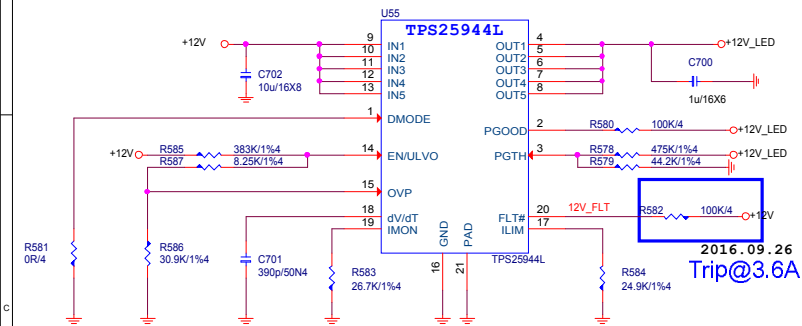 U55
TPS25944L
+12V
9 IN1
10 IN2
11 IN3
12 IN4
13 IN5
OUT1 4
OUT2 5
OUT3 6
OUT4 7
OUT5 8
+12V_LED
C702
10u/16X8
C700
1u/16X6
1 DMODE
PGOOD 2
R580 100K/4 +12V_LED
+12V
R585 383K/1%4
R587 8.25K/1%4
14 EN/ULVO
PGTH 3
R578 475K/1%4 +12V_LED
R579 44.2K/1%4
15 OVP
18 dV/dT
19 IMON
FLT# 20
ILIM 17
12V_FLT
R582 100K/4 +12V
GND
PAD
16
21
TPS25944L
R581
0R/4
R586
30.9K/1%4
C701
390p/50N4
R583
26.7K/1%4
R584
24.9K/1%4
2016.09.26
Trip@3.6A
C